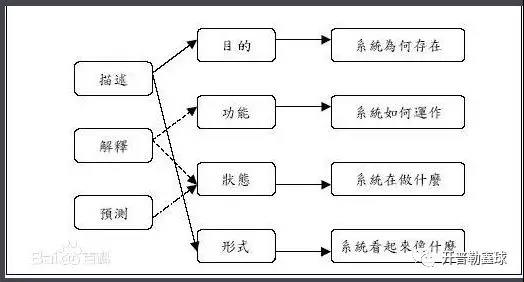 目的
系統為何存在
描述
功能
系統如何運作
解釋
狀態
系統在做什麼
預測
形式
系統看起來像什麼
Baidu百科
开普勒鑫球